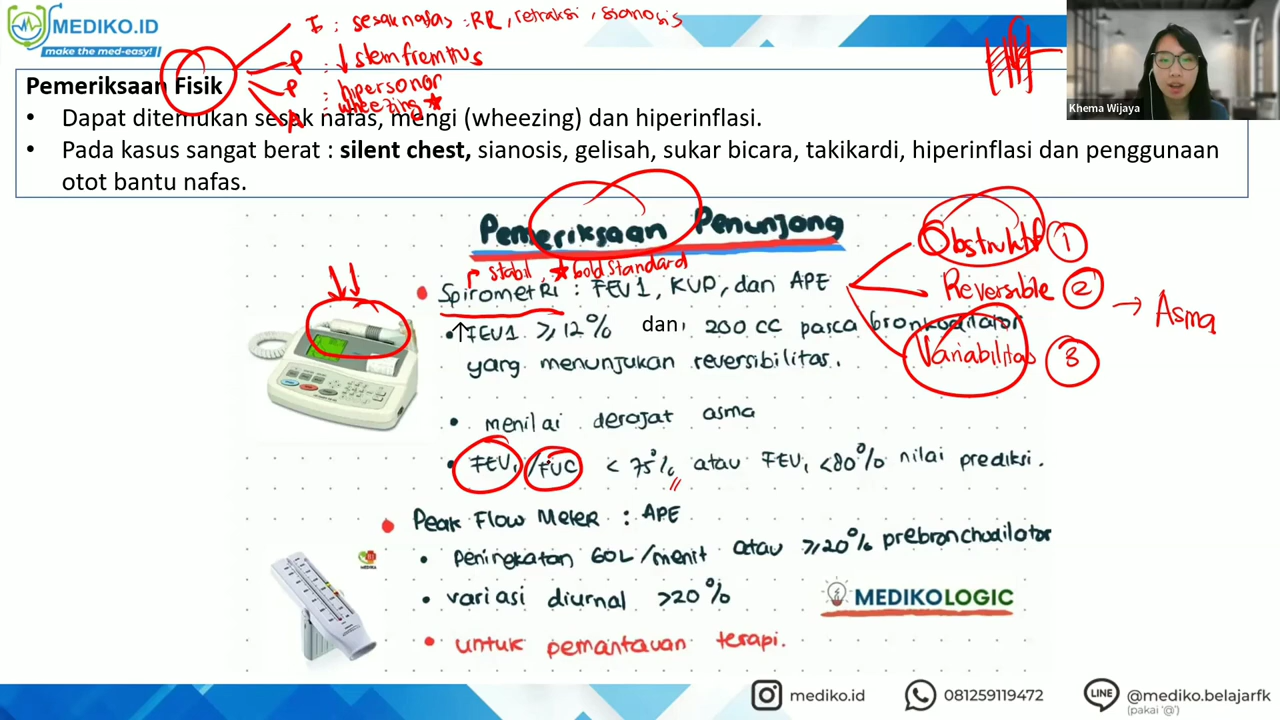 MEDIKO.ID
make the med-easy!
I : sesak nafas : RR, retraksi, sianosis
P : ↓ stem fremitus
P : hipersonor
A : wheezing ★
Khema Wijaya
Pemeriksaan Fisik
• Dapat ditemukan sesak nafas, mengi (wheezing) dan hiperinflasi.
• Pada kasus sangat berat : silent chest, sianosis, gelisah, sukar bicara, takikardi, hiperinflasi dan penggunaan
otot bantu nafas.
Pemeriksaan Penunjang
stabil, ★ Gold Standard
• Spirometri : FEV1, KVP, dan APE
• FEV1 ≥ 12% dan 200 cc pasca bronkodilator
yang menunjukan reversibilitas.
Obstruktif 1
Reversible 2
→ Asma
Variabilitas 3
• menilai derajat asma
• FEV1 / FVC < 75% atau FEV1 < 80% nilai prediksi.
• Peak Flow Meter : APE
• Peningkatan 60L/menit atau ≥20% prebronchodilator
• variasi diurnal >20%
• untuk pemantauan terapi.
MEDIKOLOGIC
mediko.id
081259119472
LINE
@mediko.belajarfk
(pakai '@')